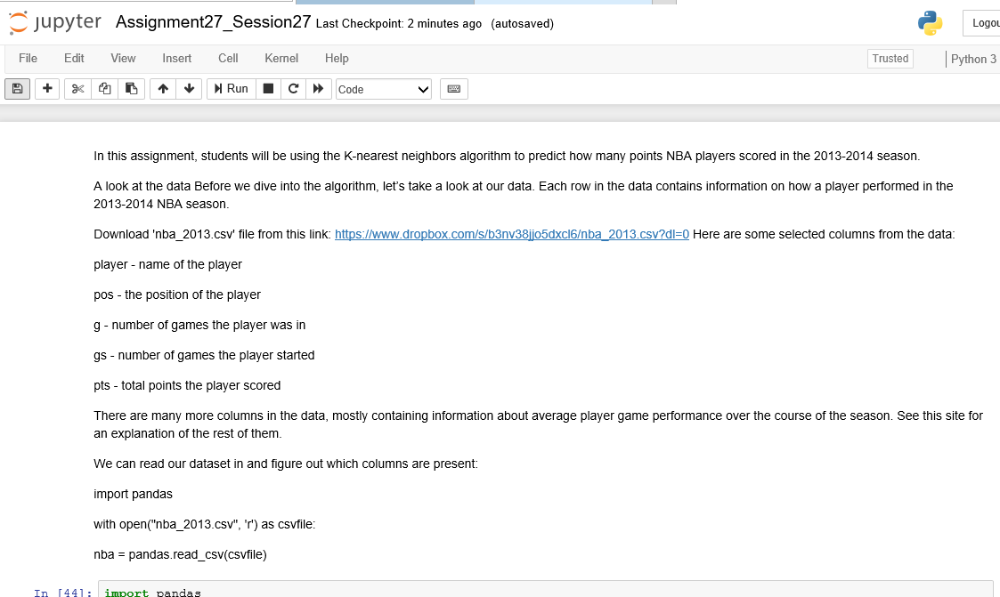 jupyter Assignment27_Session27 Last Checkpoint: 2 minutes ago (autosaved)
Logou
File Edit View Insert Cell Kernel Help
Trusted
Python 3
Run
Code
In this assignment, students will be using the K-nearest neighbors algorithm to predict how many points NBA players scored in the 2013-2014 season.
A look at the data Before we dive into the algorithm, let’s take a look at our data. Each row in the data contains information on how a player performed in the
2013-2014 NBA season.
Download 'nba_2013.csv' file from this link: https://www.dropbox.com/s/b3nv38jjo5dxcl6/nba_2013.csv?dl=0 Here are some selected columns from the data:
player - name of the player
pos - the position of the player
g - number of games the player was in
gs - number of games the player started
pts - total points the player scored
There are many more columns in the data, mostly containing information about average player game performance over the course of the season. See this site for
an explanation of the rest of them.
We can read our dataset in and figure out which columns are present:
import pandas
with open("nba_2013.csv", 'r') as csvfile:
nba = pandas.read_csv(csvfile)
In [44]: import pandas